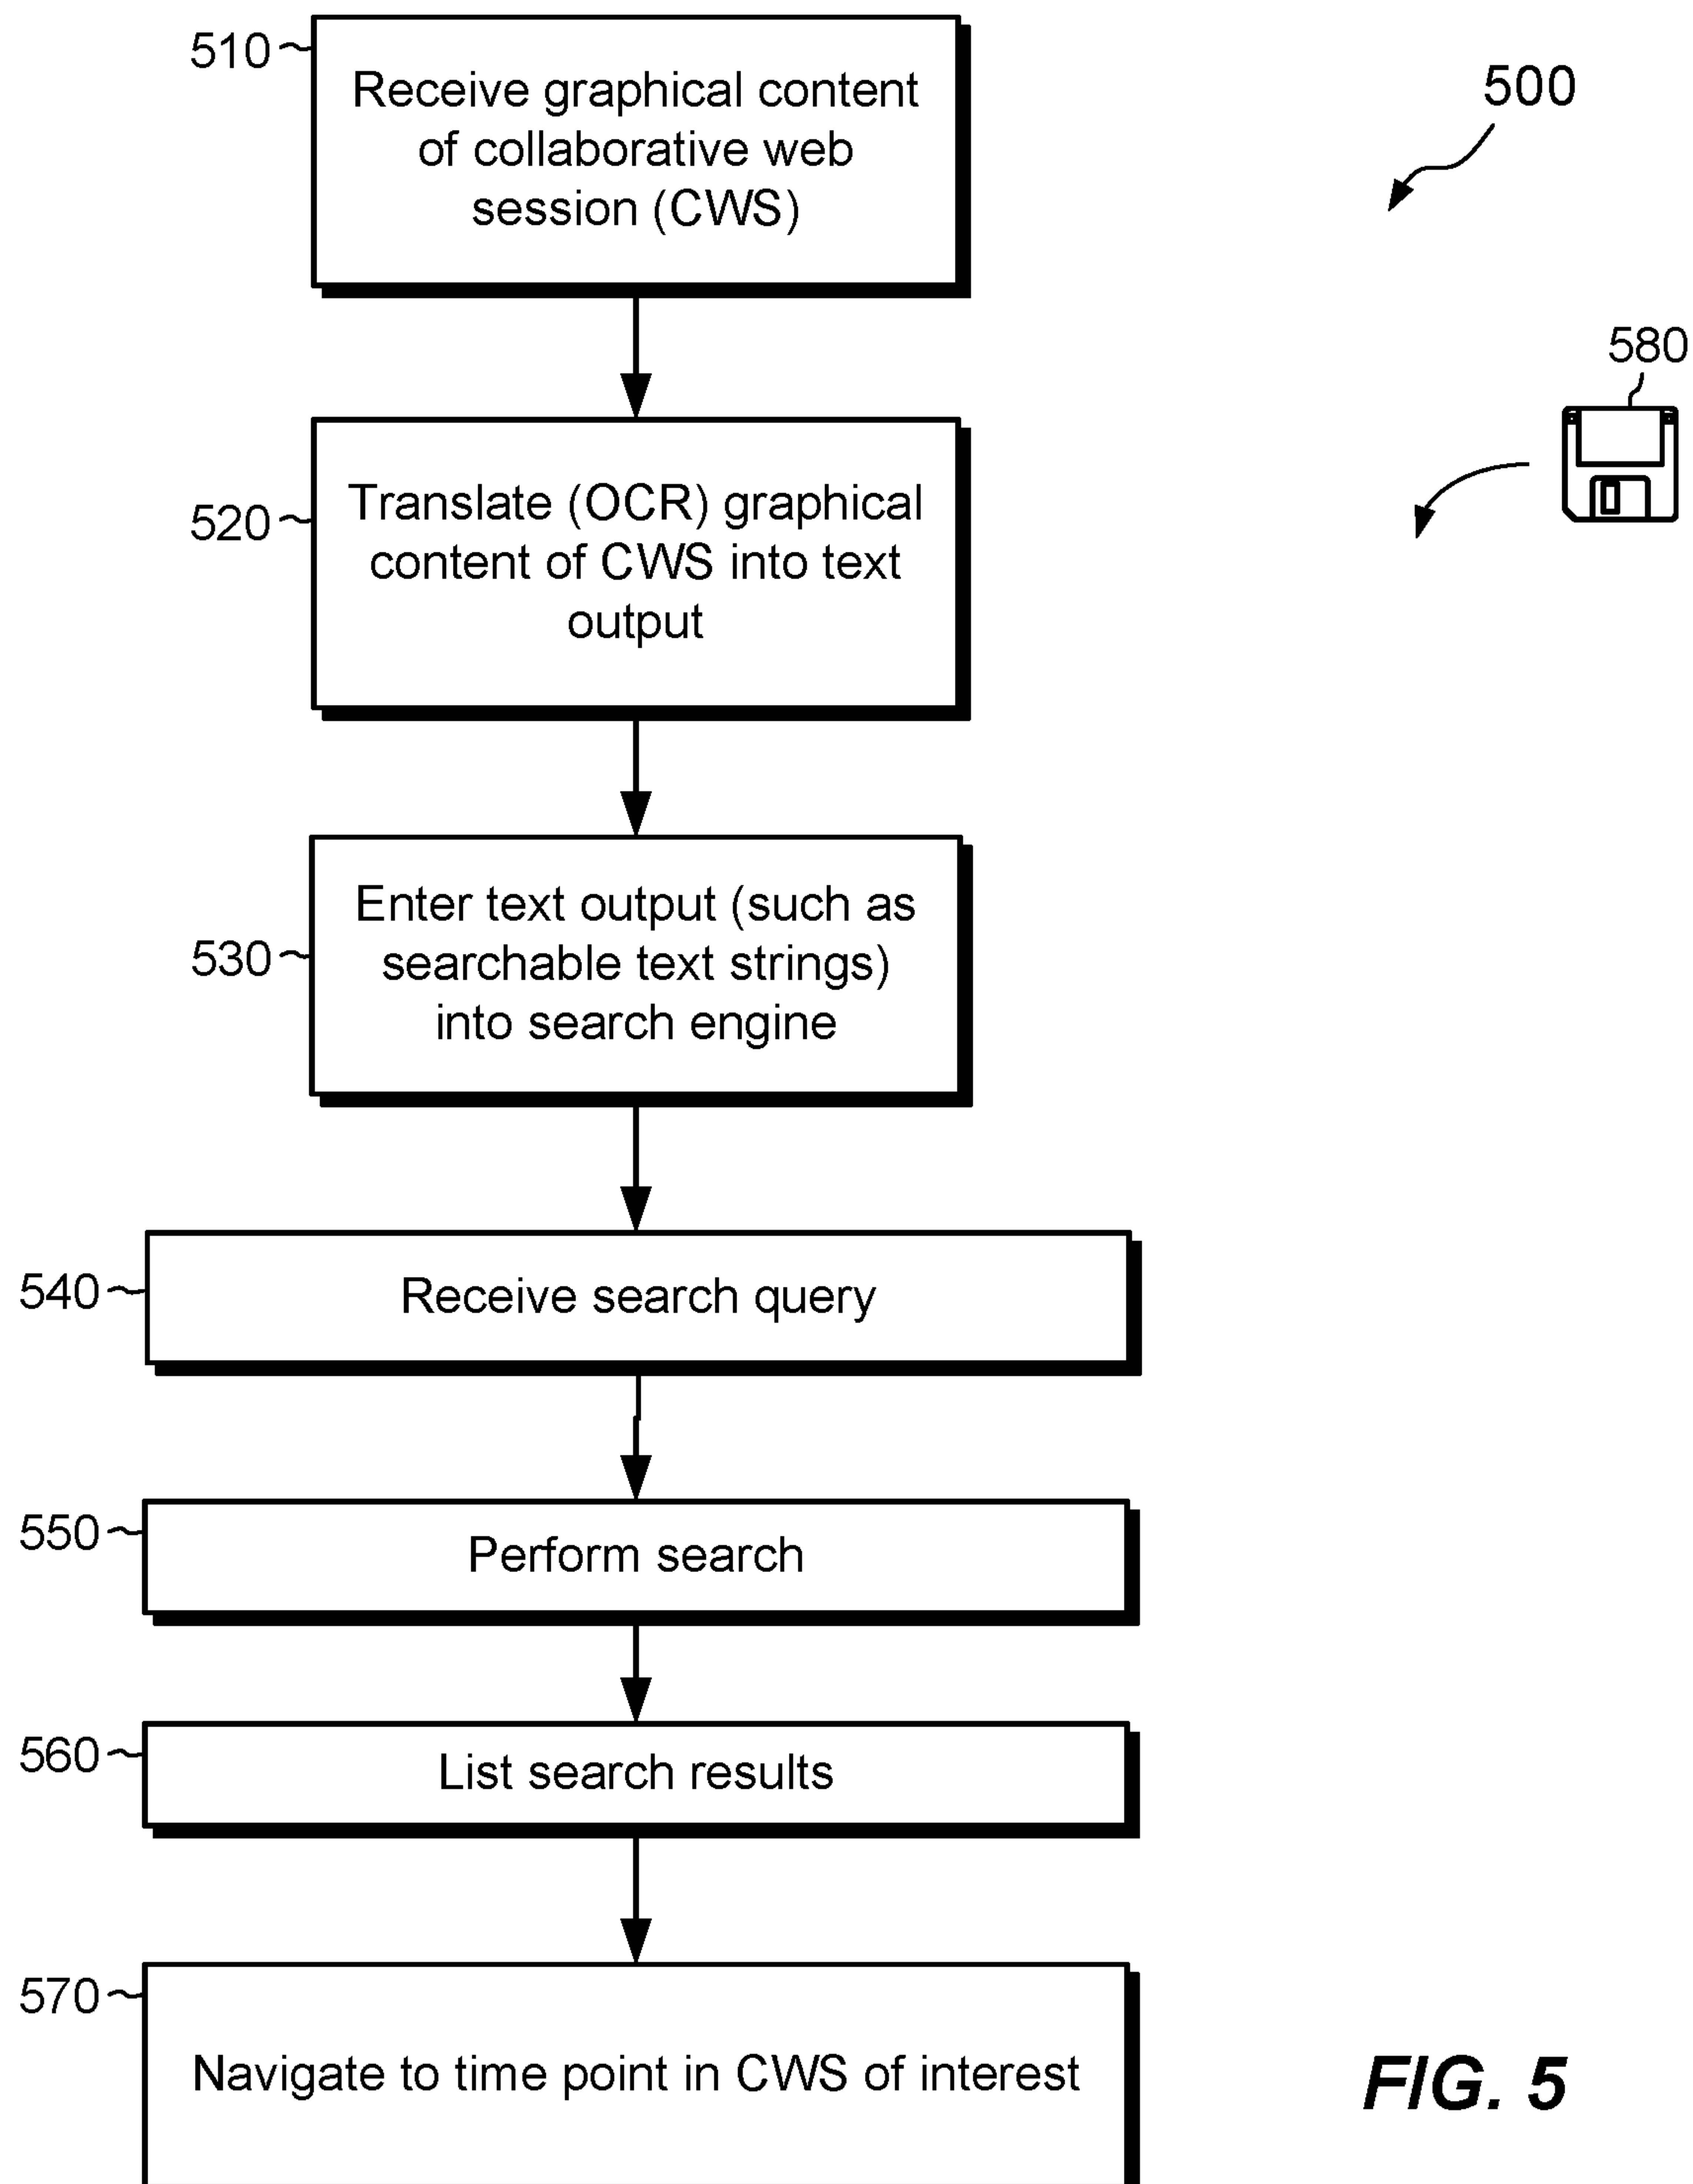 510
Receive graphical content
of collaborative web
session (CWS)
500
580
520
Translate (OCR) graphical
content of CWS into text
output
530
Enter text output (such as
searchable text strings)
into search engine
540
Receive search query
550
Perform search
560
List search results
570
Navigate to time point in CWS of interest
FIG. 5